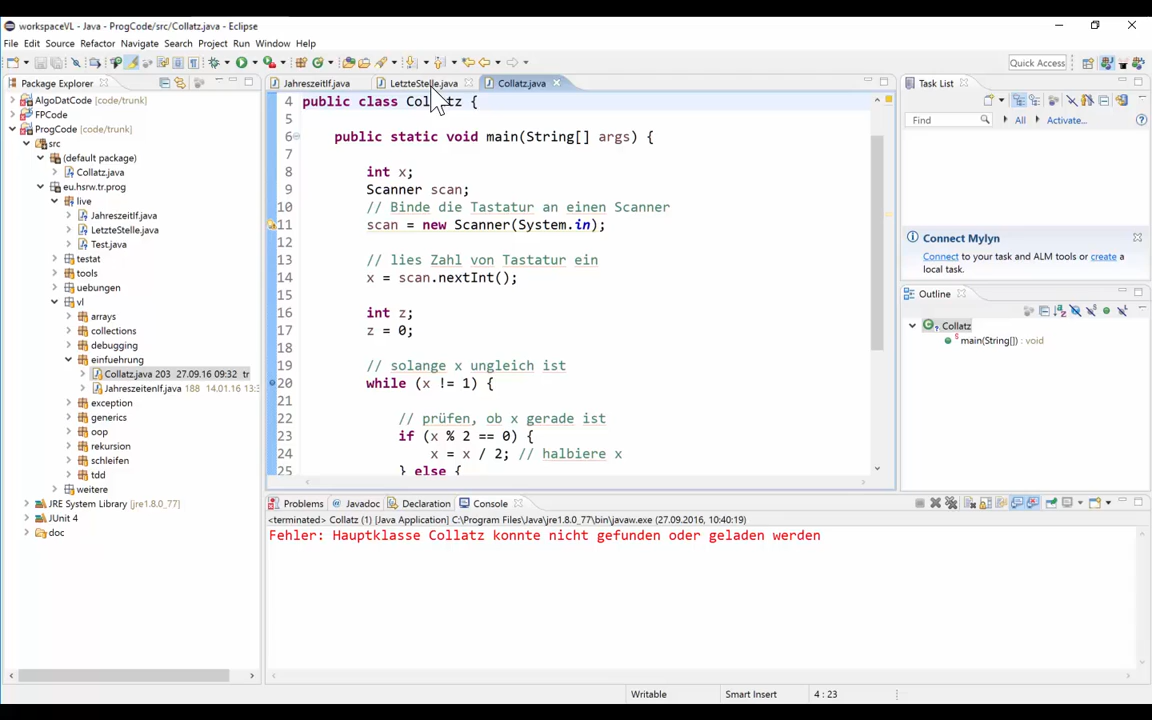 workspaceVL - Java - ProgCode/src/Collatz.java - Eclipse
File Edit Source Refactor Navigate Search Project Run Window Help
Quick Access
Package Explorer
AlgoDatCode [code/trunk]
FPCode
ProgCode [code/trunk]
src
(default package)
Collatz.java
eu.hsrw.tr.prog
live
JahreszeitIf.java
LetzteStelle.java
Test.java
testat
tools
uebungen
vl
arrays
collections
debugging
einfuehrung
Collatz.java 203 27.09.16 09:32 tr
JahreszeitenIf.java 188 14.01.16 13:
exception
generics
oop
rekursion
schleifen
tdd
weitere
JRE System Library [jre1.8.0_77]
JUnit 4
doc
JahreszeitIf.java LetzteStelle.java Collatz.java
4 public class Collatz {
5
6 public static void main(String[] args) {
7
8 int x;
9 Scanner scan;
10 // Binde die Tastatur an einen Scanner
11 scan = new Scanner(System.in);
12
13 // lies Zahl von Tastatur ein
14 x = scan.nextInt();
15
16 int z;
17 z = 0;
18
19 // solange x ungleich ist
20 while (x != 1) {
21
22 // prüfen, ob x gerade ist
23 if (x % 2 == 0) {
24 x = x / 2; // halbiere x
25 } else {
Problems Javadoc Declaration Console
<terminated> Collatz (1) [Java Application] C:\Program Files\Java\jre1.8.0_77\bin\javaw.exe (27.09.2016, 10:40:19)
Fehler: Hauptklasse Collatz konnte nicht gefunden oder geladen werden
Task List
Find All Activate...
Connect Mylyn
Connect to your task and ALM tools or create a
local task.
Outline
Collatz
main(String[]) : void
Writable Smart Insert 4 : 23